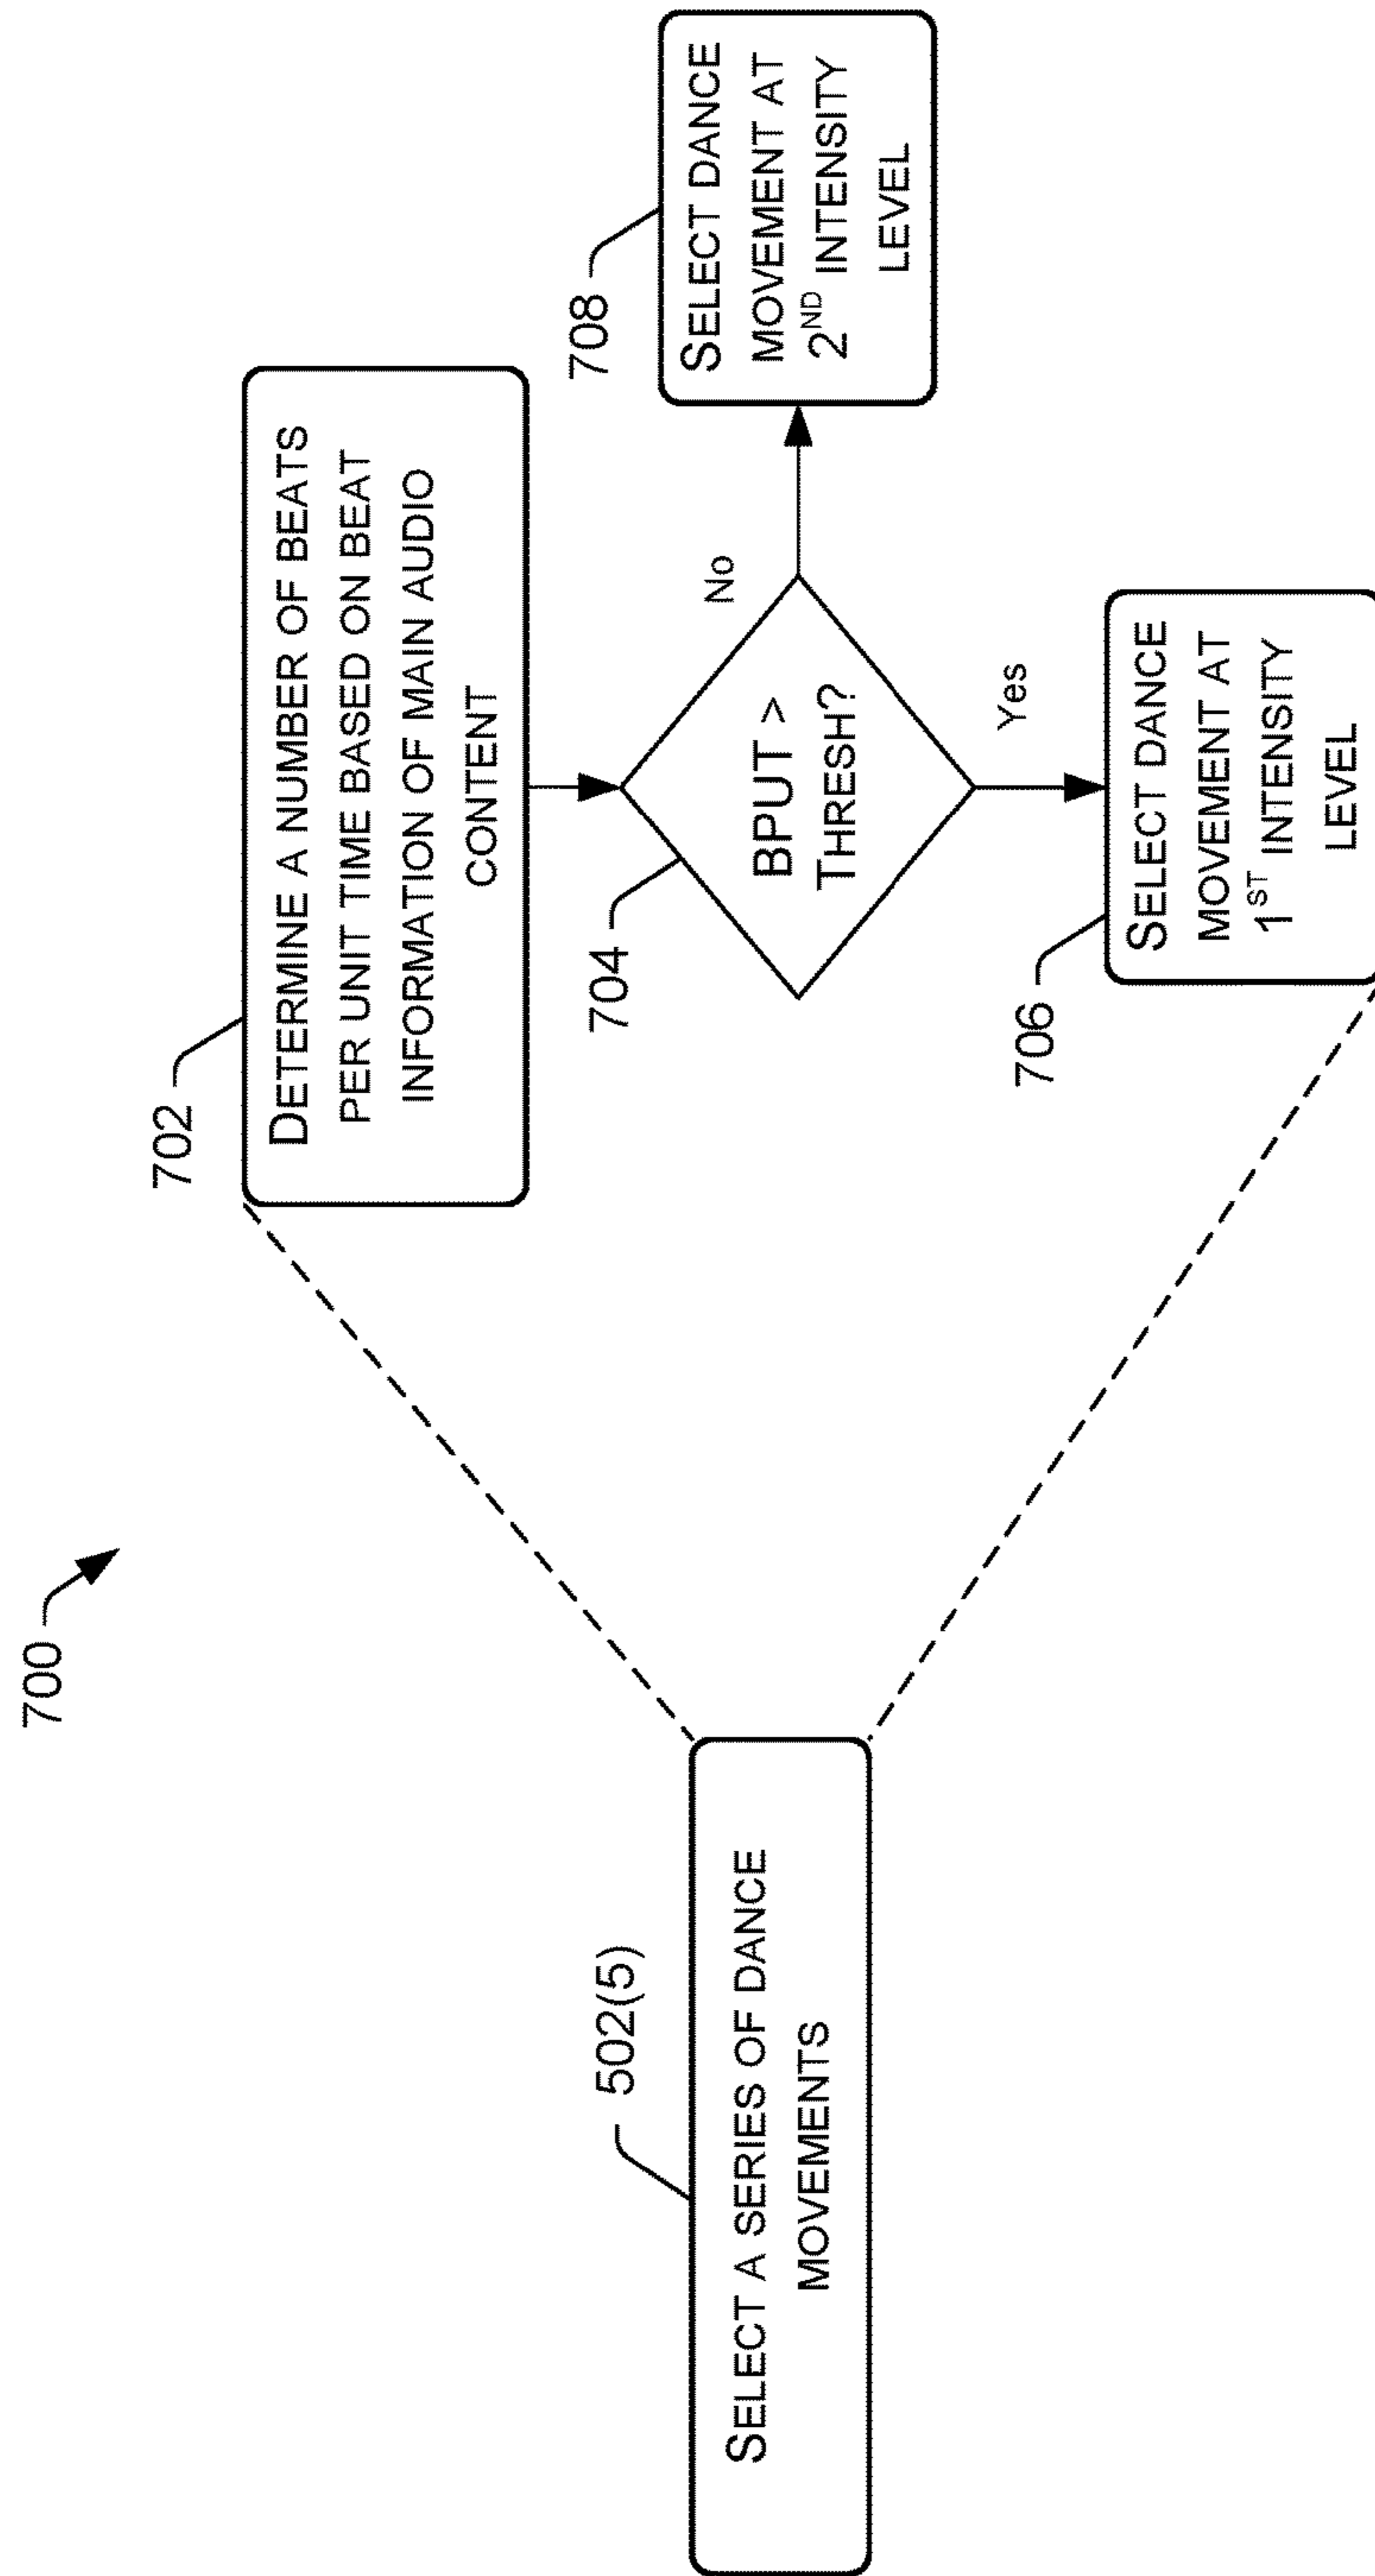 700
502(5)
SELECT A SERIES OF DANCE
MOVEMENTS
702
DETERMINE A NUMBER OF BEATS
PER UNIT TIME BASED ON BEAT
INFORMATION OF MAIN AUDIO
CONTENT
704
BPUT >
THRESH?
No
708
SELECT DANCE
MOVEMENT AT
2ND INTENSITY
LEVEL
Yes
706
SELECT DANCE
MOVEMENT AT
1ST INTENSITY
LEVEL